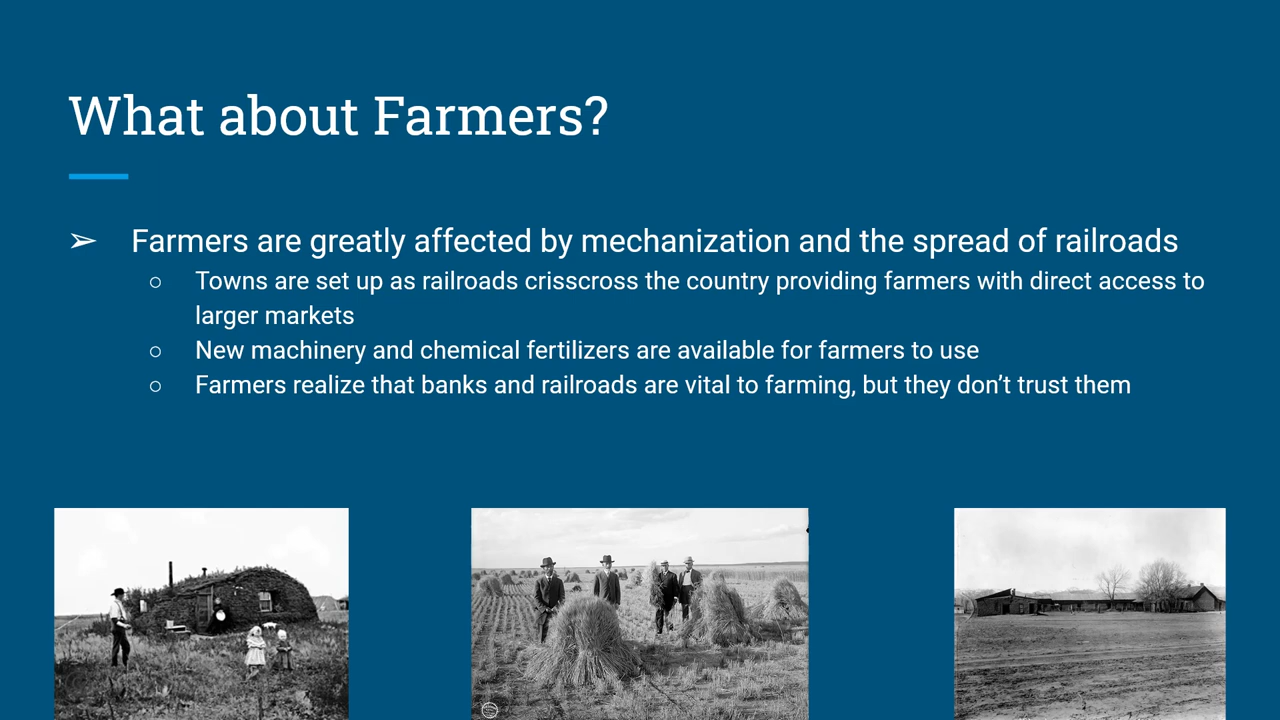 What about Farmers?
➢ Farmers are greatly affected by mechanization and the spread of railroads
○ Towns are set up as railroads crisscross the country providing farmers with direct access to
larger markets
○ New machinery and chemical fertilizers are available for farmers to use
○ Farmers realize that banks and railroads are vital to farming, but they don’t trust them